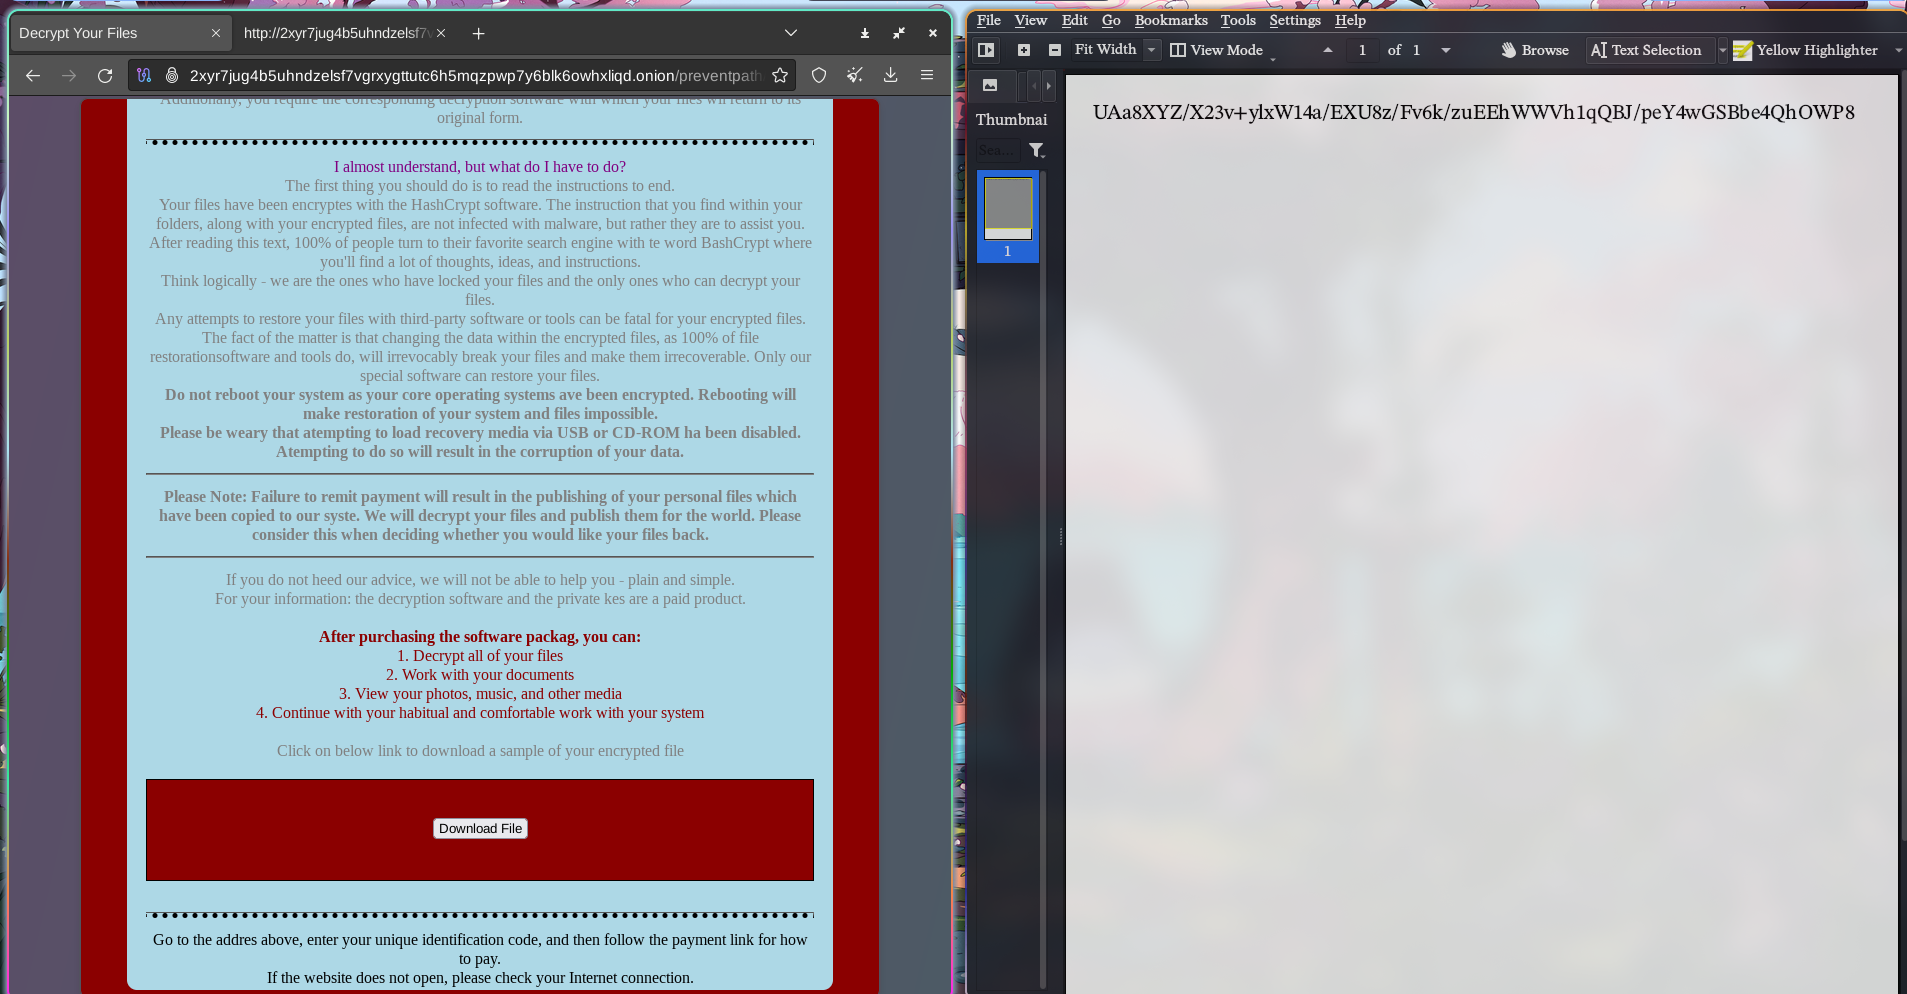 Decrypt Your Files
http://2xyr7jug4b5uhndzelsf7v
2xyr7jug4b5uhndzelsf7vgrxygttutc6h5mqzpwp7y6blk6owhxliqd.onion/preventpath
Additionally, you require the corresponding decryption software with which your files wil return to its
original form.
I almost understand, but what do I have to do?
The first thing you should do is to read the instructions to end.
Your files have been encryptes with the HashCrypt software. The instruction that you find within your
folders, along with your encrypted files, are not infected with malware, but rather they are to assist you.
After reading this text, 100% of people turn to their favorite search engine with te word BashCrypt where
you'll find a lot of thoughts, ideas, and instructions.
Think logically - we are the ones who have locked your files and the only ones who can decrypt your
files.
Any attempts to restore your files with third-party software or tools can be fatal for your encrypted files.
The fact of the matter is that changing the data within the encrypted files, as 100% of file
restorationsoftware and tools do, will irrevocably break your files and make them irrecoverable. Only our
special software can restore your files.
Do not reboot your system as your core operating systems ave been encrypted. Rebooting will
make restoration of your system and files impossible.
Please be weary that atempting to load recovery media via USB or CD-ROM ha been disabled.
Atempting to do so will result in the corruption of your data.
Please Note: Failure to remit payment will result in the publishing of your personal files which
have been copied to our syste. We will decrypt your files and publish them for the world. Please
consider this when deciding whether you would like your files back.
If you do not heed our advice, we will not be able to help you - plain and simple.
For your information: the decryption software and the private kes are a paid product.
After purchasing the software packag, you can:
1. Decrypt all of your files
2. Work with your documents
3. View your photos, music, and other media
4. Continue with your habitual and comfortable work with your system
Click on below link to download a sample of your encrypted file
Download File
Go to the addres above, enter your unique identification code, and then follow the payment link for how
to pay.
If the website does not open, please check your Internet connection.
File View Edit Go Bookmarks Tools Settings Help
Fit Width View Mode 1 of 1 Browse Text Selection Yellow Highlighter
Thumbnai
Sea...
1
UAa8XYZ/X23v+ylxW14a/EXU8z/Fv6k/zuEEhWWVh1qQBJ/peY4wGSBbe4QhOWP8